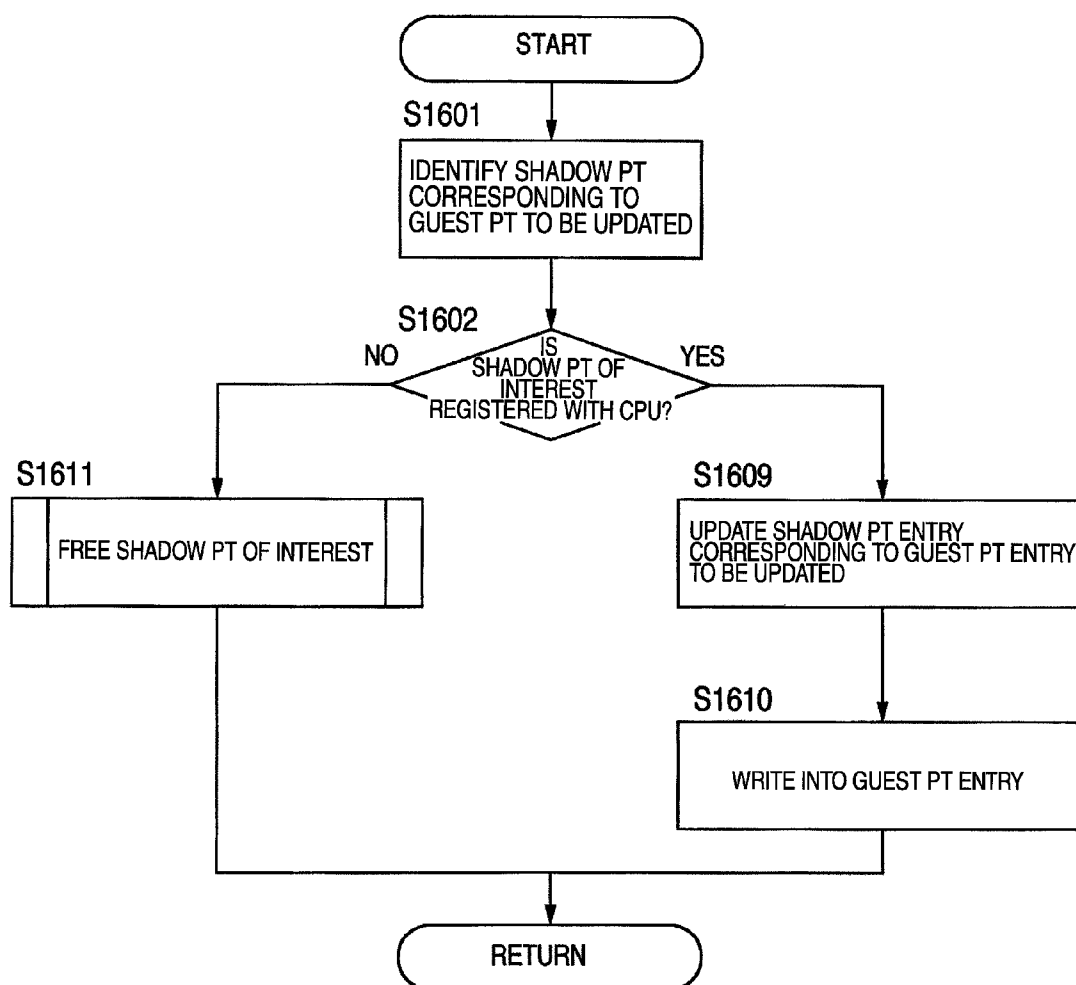 START
S1601
IDENTIFY SHADOW PT
CORRESPONDING TO
GUEST PT TO BE UPDATED
S1602
NO
IS
SHADOW PT OF
INTEREST
REGISTERED WITH CPU?
YES
S1611
FREE SHADOW PT OF INTEREST
S1609
UPDATE SHADOW PT ENTRY
CORRESPONDING TO GUEST PT ENTRY
TO BE UPDATED
S1610
WRITE INTO GUEST PT ENTRY
RETURN